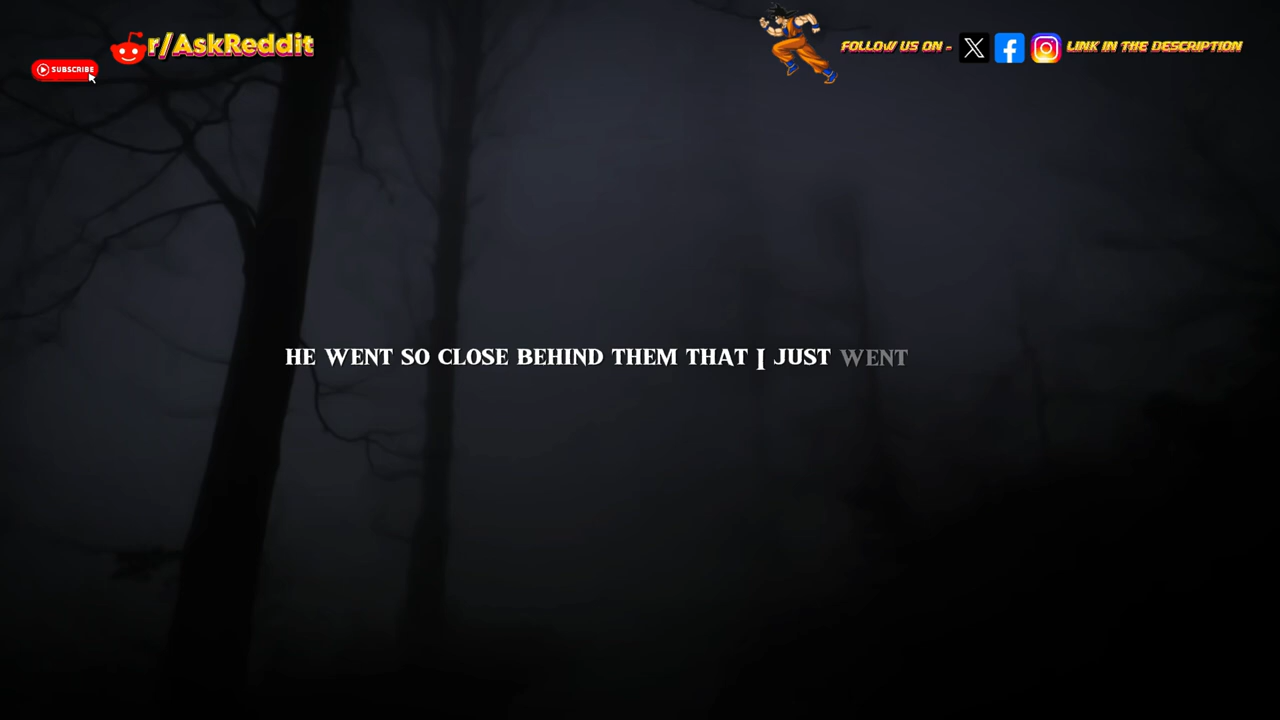 r/AskReddit
SUBSCRIBE
FOLLOW US ON -
LINK IN THE DESCRIPTION
HE WENT SO CLOSE BEHIND THEM THAT I JUST WENT